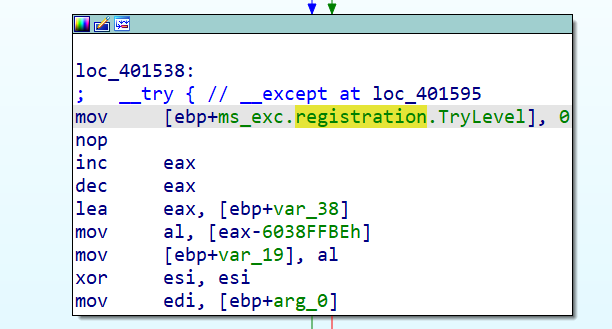 loc_401538:
;   __try { // __except at loc_401595
mov     [ebp+ms_exc.registration.TryLevel], 0
nop
inc     eax
dec     eax
lea     eax, [ebp+var_38]
mov     al, [eax-6038FFBEh]
mov     [ebp+var_19], al
xor     esi, esi
mov     edi, [ebp+arg_0]